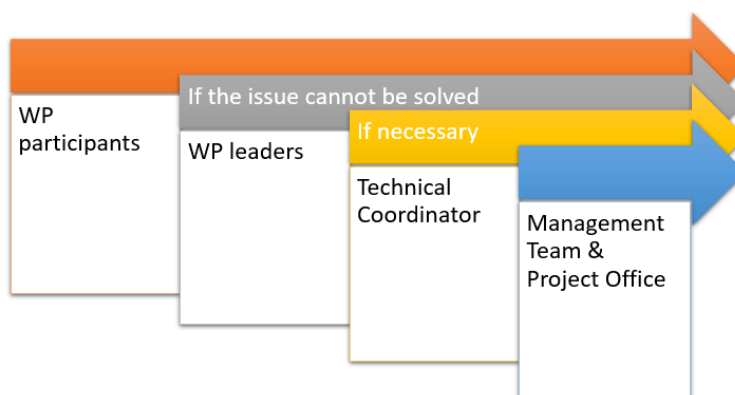 WP
participants
If the issue cannot be solved
WP leaders
If necessary
Technical
Coordinator
Management
Team &
Project Office